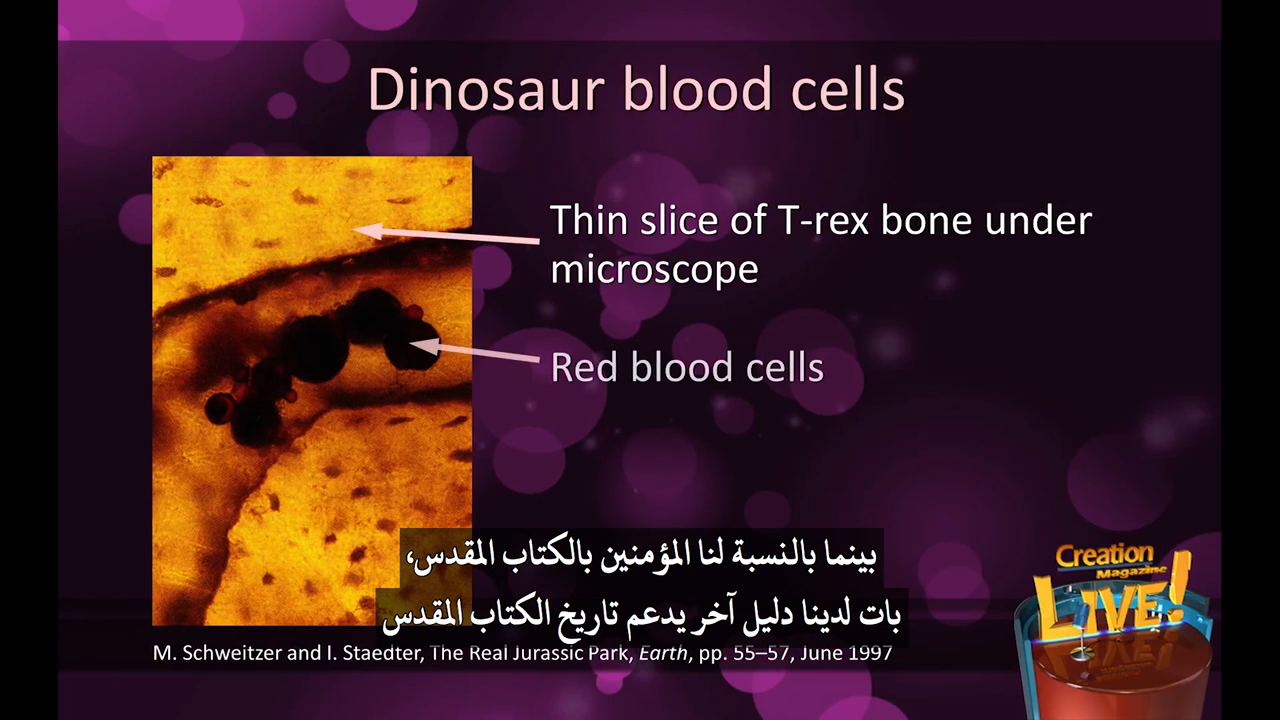 Dinosaur blood cells
Thin slice of T-rex bone under
microscope
Red blood cells
بينما بالنسبة لنا المؤمنين بالكتاب المقدس،
بات لدينا دليل آخر يدعم تاريخ الكتاب المقدس
M. Schweitzer and I. Staedter, The Real Jurassic Park, Earth, pp. 55–57, June 1997
Creation
Magazine
LIVE!